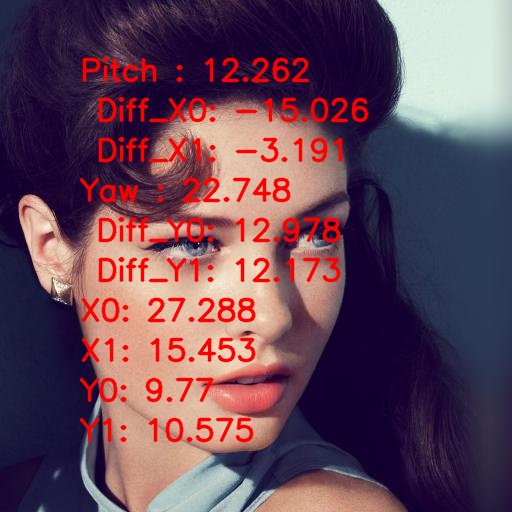 Pitch : 12.262
Diff_X0: -15.026
Diff_X1: -3.191
Yaw : 22.748
Diff_Y0: 12.978
Diff_Y1: 12.173
X0: 27.288
X1: 15.453
Y0: 9.77
Y1: 10.575